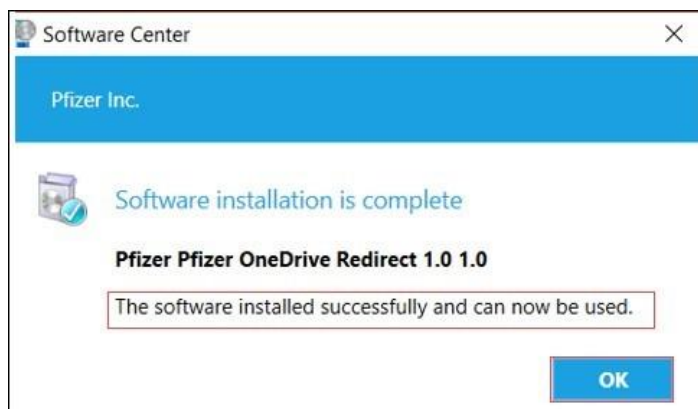 Software Center
Pfizer Inc.
Software installation is complete
Pfizer Pfizer OneDrive Redirect 1.0 1.0
The software installed successfully and can now be used.
OK